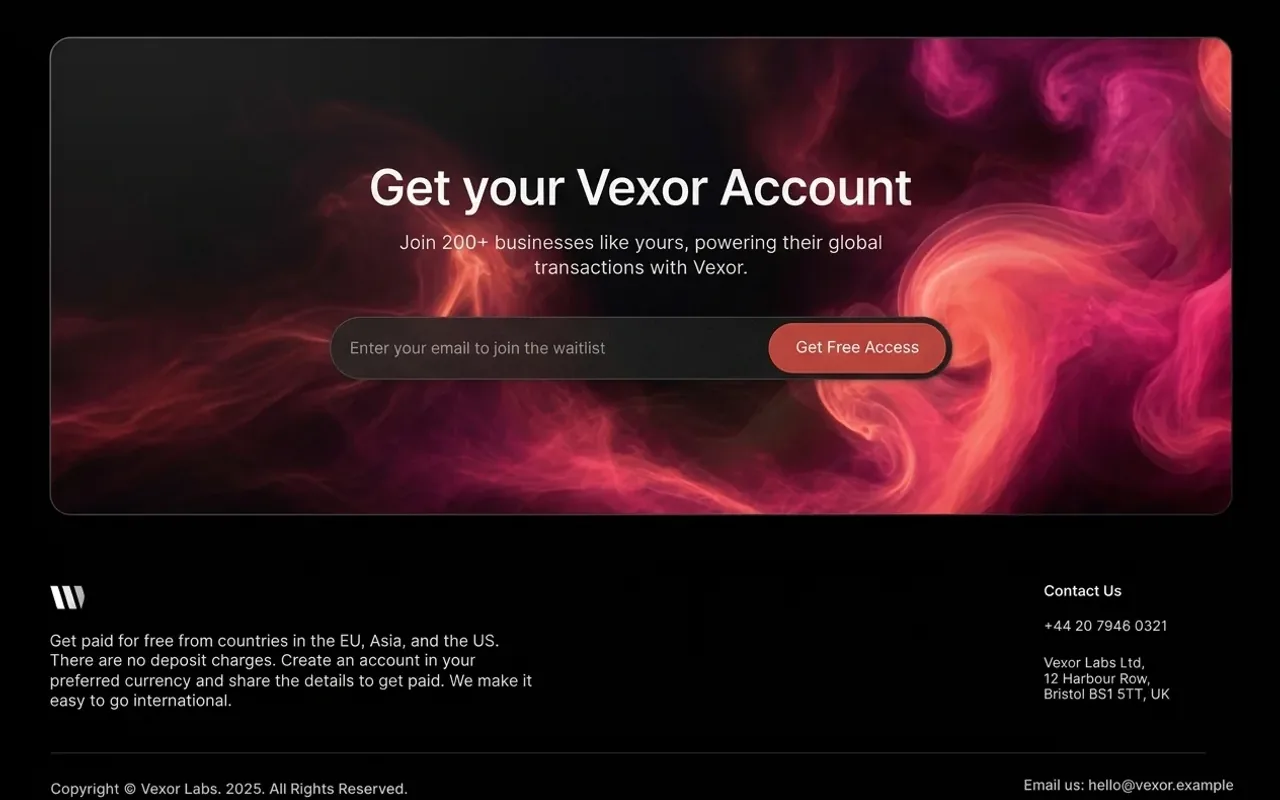 Get your Vexor Account
Join 200+ businesses like yours, powering their global
transactions with Vexor.
Enter your email to join the waitlist
Get Free Access
Get paid for free from countries in the EU, Asia, and the US.
There are no deposit charges. Create an account in your
preferred currency and share the details to get paid. We make it
easy to go international.
Contact Us
+44 20 7946 0321
Vexor Labs Ltd,
12 Harbour Row,
Bristol BS1 5TT, UK
Copyright © Vexor Labs. 2025. All Rights Reserved.
Email us: hello@vexor.example